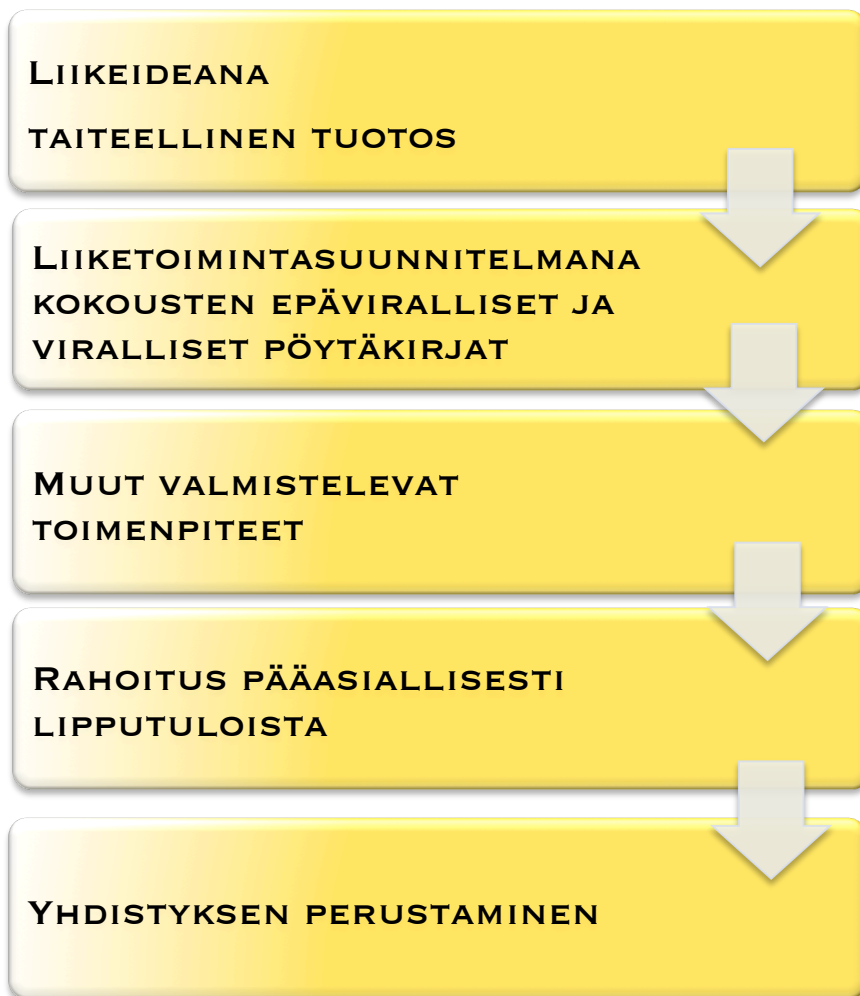 Liikeideana
taiteellinen tuotos
Liiketoimintasuunnitelmana
kokousten epäviralliset ja
viralliset pöytäkirjat
Muut valmistelevat
toimenpiteet
Rahoitus pääasiallisesti
lipputuloista
Yhdistyksen perustaminen